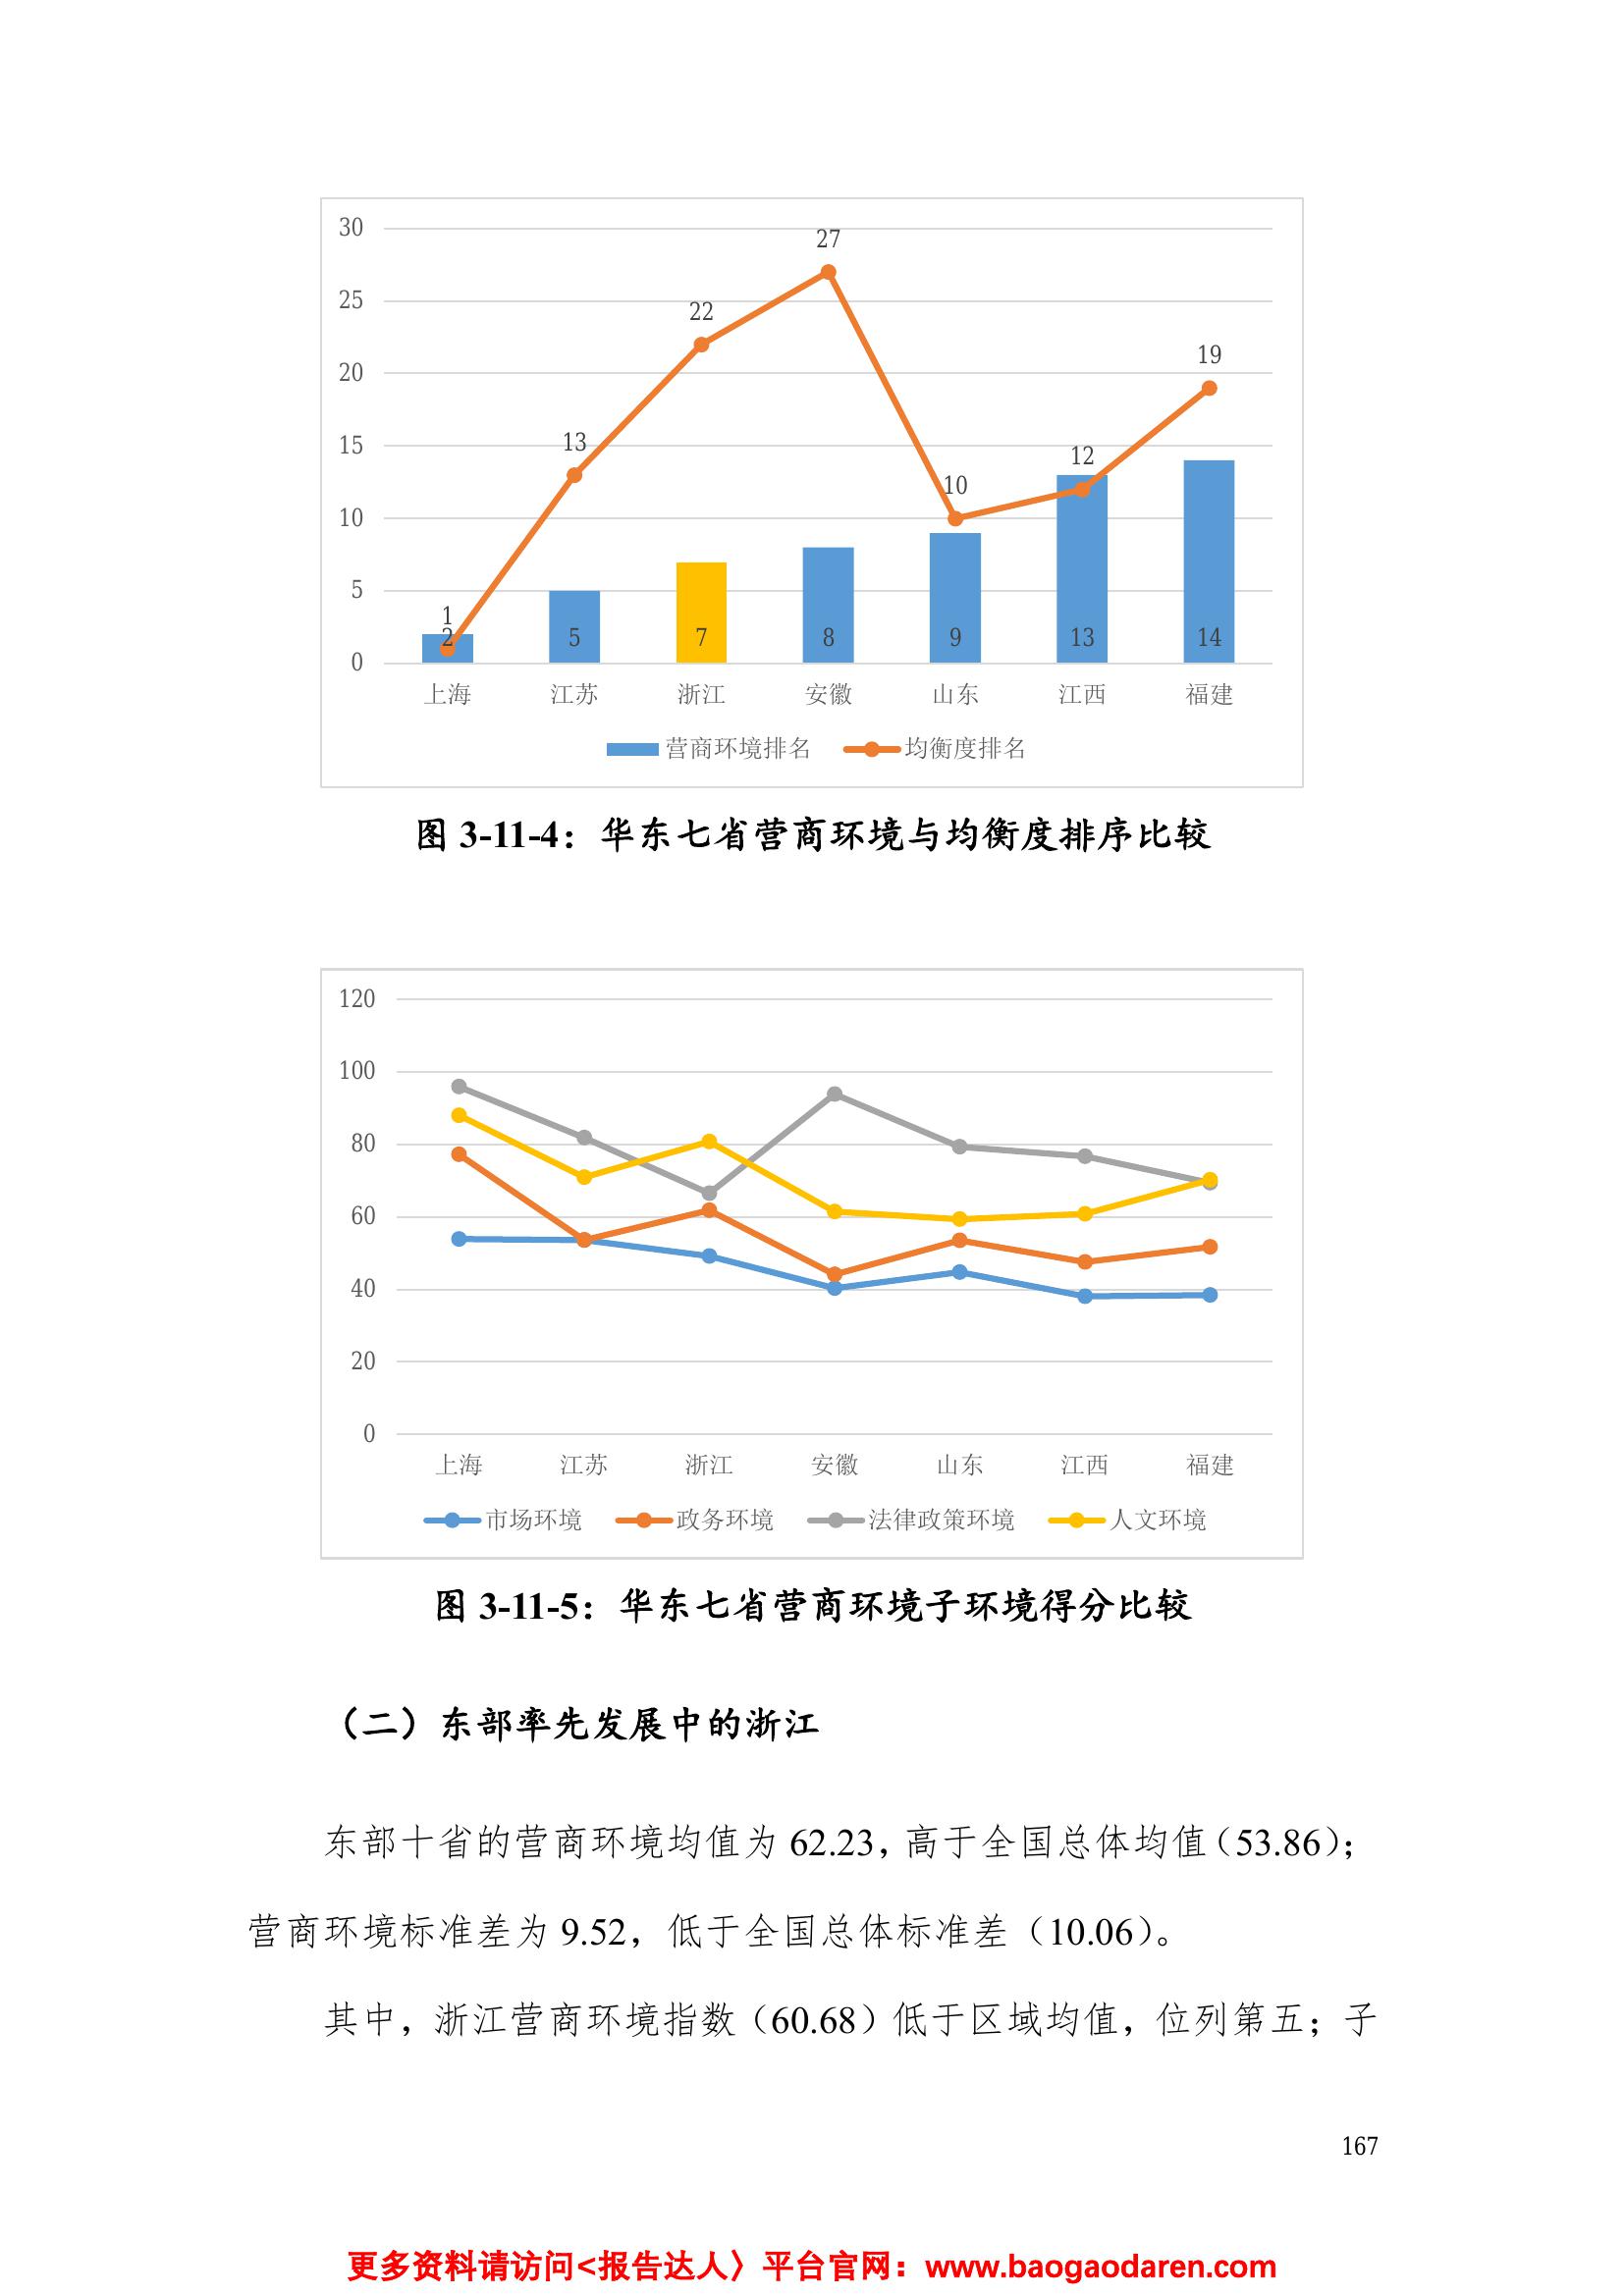 30
27
25
22
20
19
15
13
12
10
10
5
1
2
5
7
8
9
13
14
0
上海 江苏 浙江 安徽 山东 江西 福建
营商环境排名 均衡度排名
图 3-11-4：华东七省营商环境与均衡度排序比较
120
100
80
60
40
20
0
上海 江苏 浙江 安徽 山东 江西 福建
市场环境 政务环境 法律政策环境 人文环境
图 3-11-5：华东七省营商环境子环境得分比较
（二）东部率先发展中的浙江
东部十省的营商环境均值为 62.23，高于全国总体均值（53.86）；
营商环境标准差为 9.52，低于全国总体标准差（10.06）。
其中，浙江营商环境指数（60.68）低于区域均值，位列第五；子
167
更多资料请访问<报告达人〉平台官网：www.baogaodaren.com